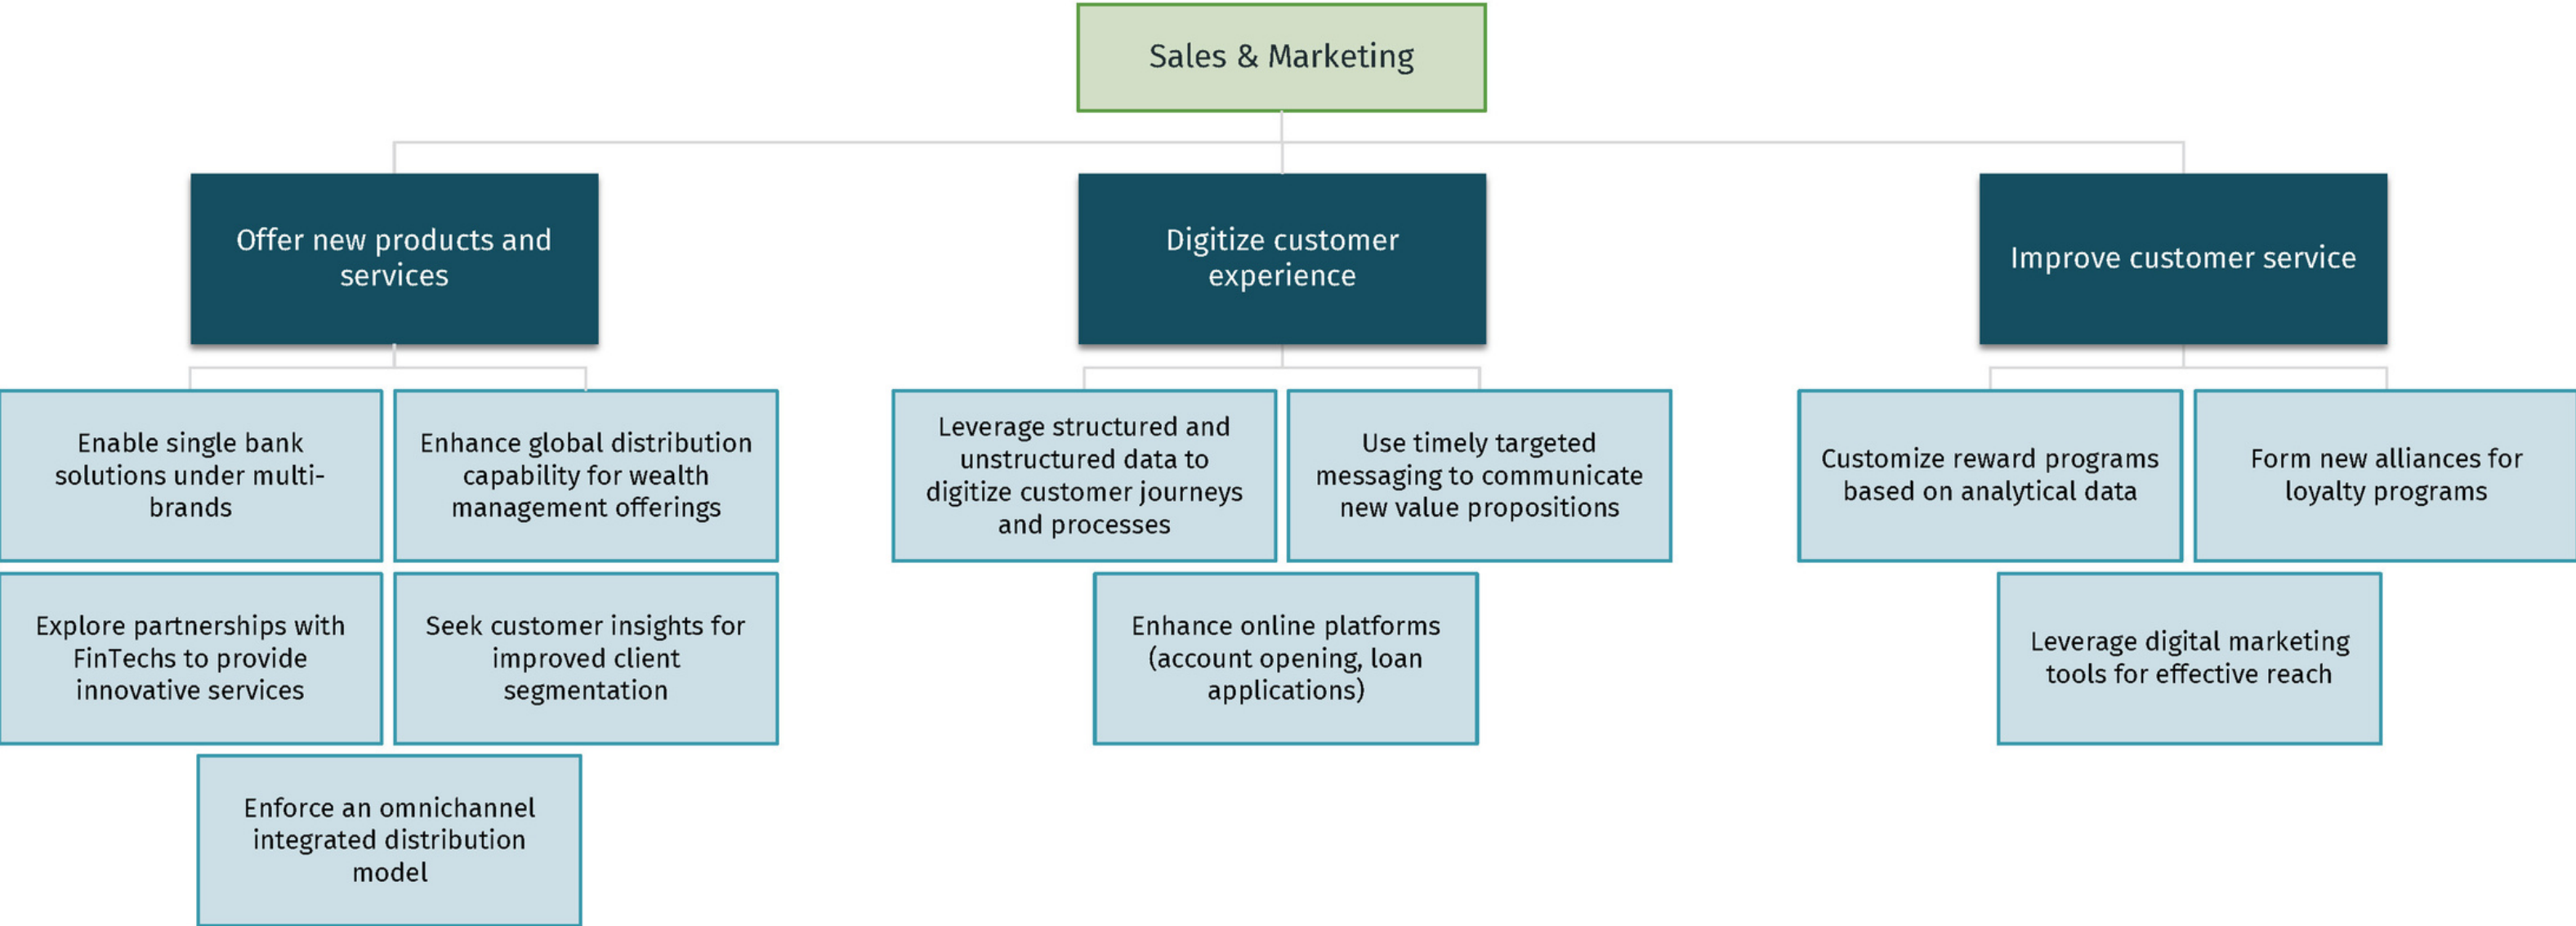 Sales & Marketing
Offer new products and
services
Digitize customer
experience
Improve customer service
Enable single bank
solutions under multi-
brands
Enhance global distribution
capability for wealth
management offerings
Explore partnerships with
FinTechs to provide
innovative services
Seek customer insights for
improved client
segmentation
Enforce an omnichannel
integrated distribution
model
Leverage structured and
unstructured data to
digitize customer journeys
and processes
Use timely targeted
messaging to communicate
new value propositions
Enhance online platforms
(account opening, loan
applications)
Customize reward programs
based on analytical data
Form new alliances for
loyalty programs
Leverage digital marketing
tools for effective reach